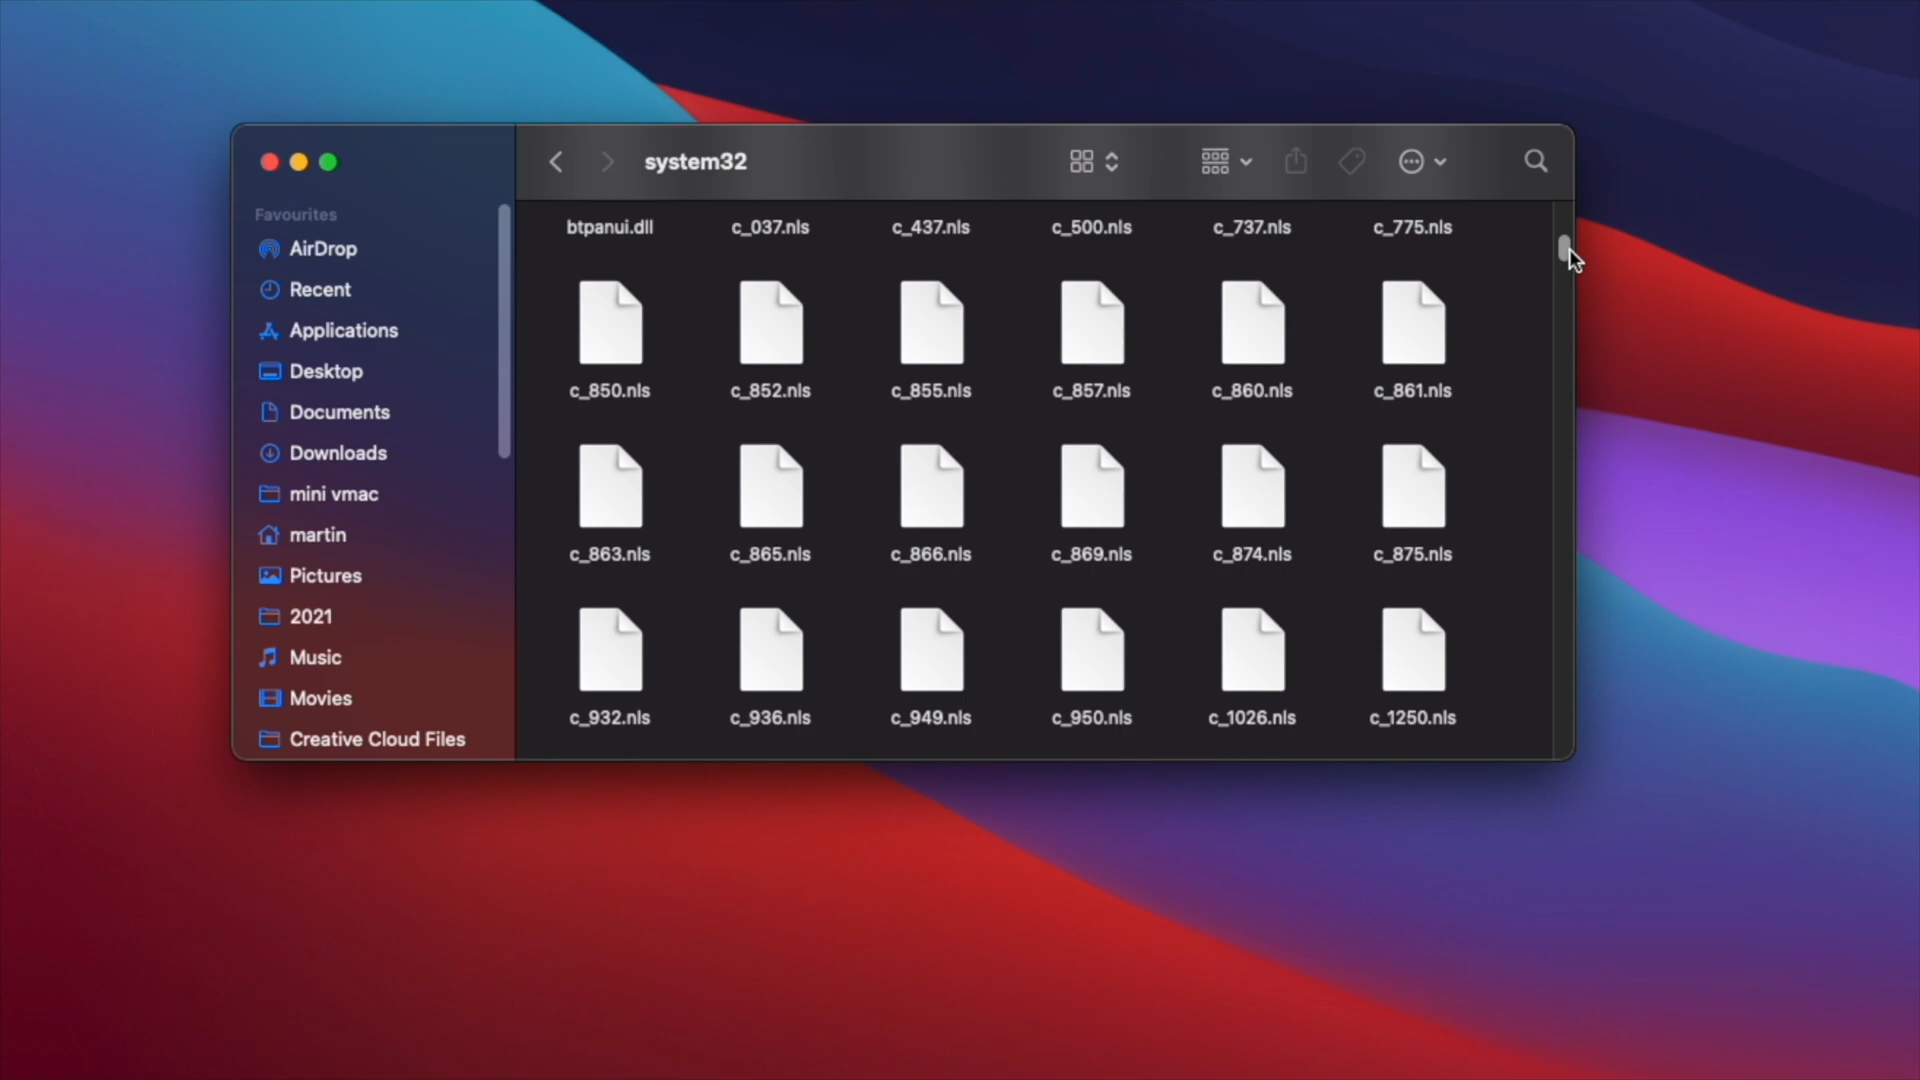 system32
Favourites
AirDrop
Recent
Applications
Desktop
Documents
Downloads
mini vmac
martin
Pictures
2021
Music
Movies
Creative Cloud Files
btpanui.dll c_037.nls c_437.nls c_500.nls c_737.nls c_775.nls
c_850.nls c_852.nls c_855.nls c_857.nls c_860.nls c_861.nls
c_863.nls c_865.nls c_866.nls c_869.nls c_874.nls c_875.nls
c_932.nls c_936.nls c_949.nls c_950.nls c_1026.nls c_1250.nls